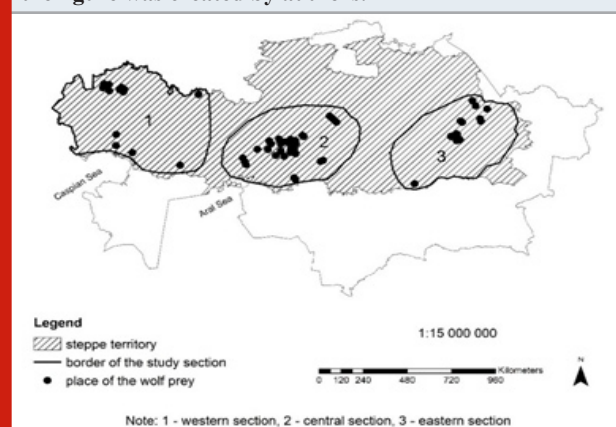 1
2
3
Caspian Sea
Aral Sea
Legend
steppe territory
border of the study section
place of the wolf prey
1:15 000 000
Kilometers
0 120 240 480 720 960
N
Note: 1 - western section, 2 - central section, 3 - eastern section